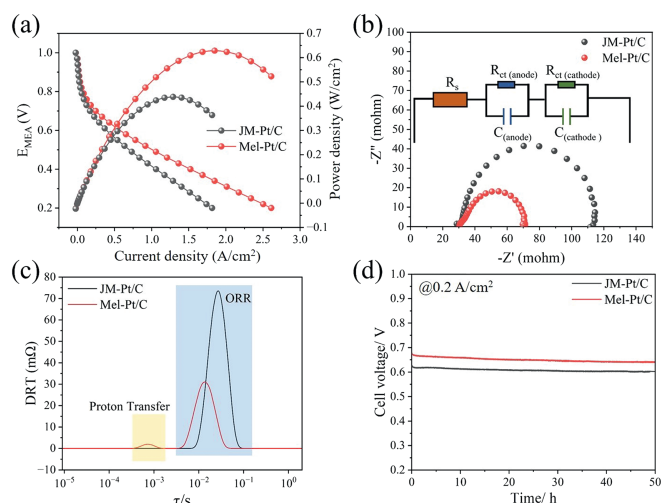 (a)
E_MEA (V)
1.0
0.8
0.6
0.4
0.2
0.0 0.5 1.0 1.5 2.0 2.5 3.0
Current density (A/cm²)
Power density (W/cm²)
0.7
0.6
0.5
0.4
0.3
0.2
0.1
0.0
-0.1
JM-Pt/C
Mel-Pt/C
(b)
-Z" (mohm)
100
90
80
70
60
50
40
30
20
10
0
0 20 40 60 80 100 120 140
-Z' (mohm)
JM-Pt/C
Mel-Pt/C
R_s
R_ct (anode)
R_ct (cathode)
C_(anode)
C_(cathode )
(c)
DRT (mΩ)
80
70
60
50
40
30
20
10
0
−10
10⁻⁵ 10⁻⁴ 10⁻³ 10⁻² 10⁻¹ 10⁰
τ/s
JM-Pt/C
Mel-Pt/C
ORR
Proton Transfer
(d)
Cell voltage/ V
1.0
0.9
0.8
0.7
0.6
0.5
0.4
0.3
0.2
0 10 20 30 40 50
Time/ h
@0.2 A/cm²
JM-Pt/C
Mel-Pt/C